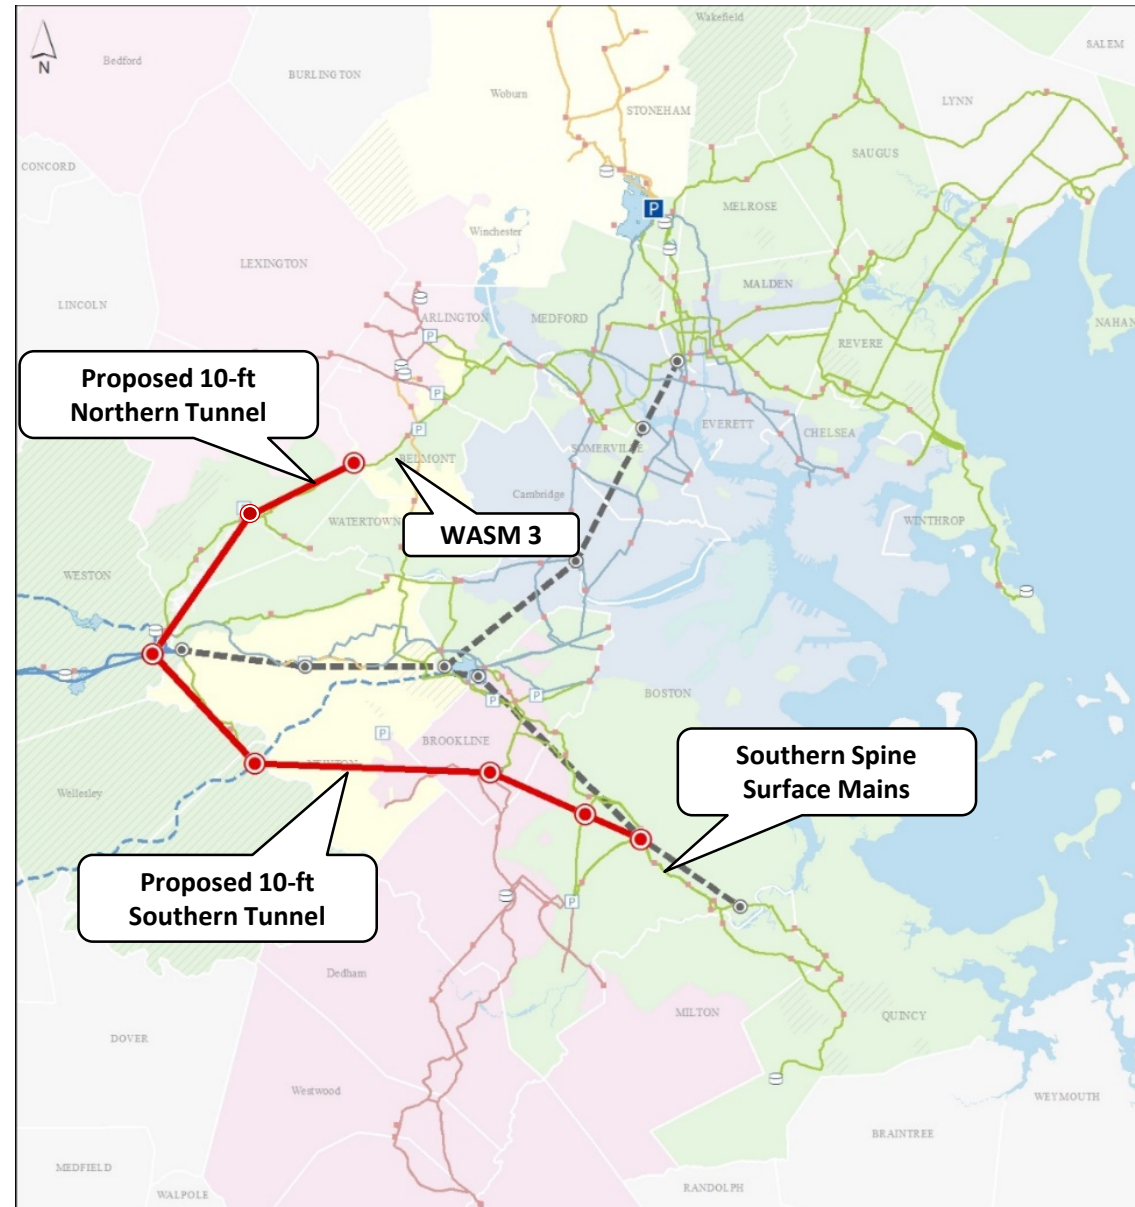 Wakefield
SALEM
N
Bedford
BURLINGTON
Woburn
STONEHAM
LYNN
CONCORD
SAUGUS
P
MELROSE
Winchester
LEXINGTON
MALDEN
LINCOLN
ARLINGTON
MEDFORD
NAHAN
P
REVERE
Proposed 10-ft
Northern Tunnel
P
P
EVERETT
CHELSEA
SOMERVILLE
BELMONT
Cambridge
WATERTOWN
WASM 3
WINTHROP
WESTON
BOSTON
P
P
P
BROOKLINE
NEWTON
Southern Spine
Surface Mains
Wellesley
Proposed 10-ft
Southern Tunnel
P
Dedham
MILTON
QUINCY
DOVER
Westwood
WEYMOUTH
BRAINTREE
MEDFIELD
WALPOLE
RANDOLPH